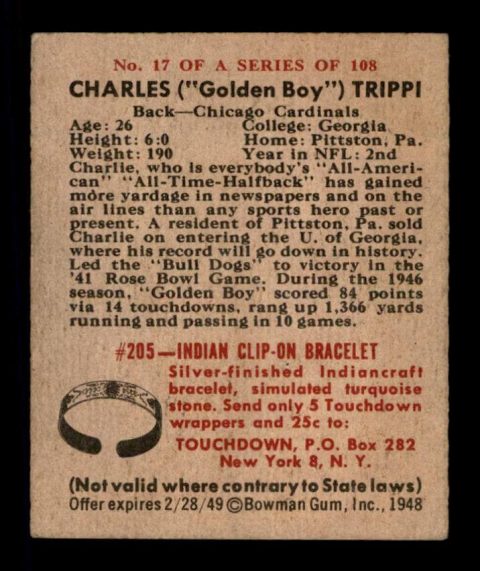 No. 17 OF A SERIES OF 108
CHARLES ("Golden Boy") TRIPPI
Back—Chicago Cardinals
Age: 26 College: Georgia
Height: 6:0 Home: Pittston, Pa.
Weight: 190 Year in NFL: 2nd
Charlie, who is everybody's "All-Ameri-
can" "All-Time-Halfback" has gained
more yardage in newspapers and on the
air lines than any sports hero past or
present. A resident of Pittston, Pa. sold
Charlie on entering the U. of Georgia,
where his record will go down in history.
Led the "Bull Dogs" to victory in the
'41 Rose Bowl Game. During the 1946
season, "Golden Boy" scored 84 points
via 14 touchdowns, rang up 1,366 yards
running and passing in 10 games.
#205—INDIAN CLIP-ON BRACELET
Silver-finished Indiancraft
bracelet, simulated turquoise
stone. Send only 5 Touchdown
wrappers and 25c to:
TOUCHDOWN, P.O. Box 282
New York 8, N. Y.
(Not valid where contrary to State laws)
Offer expires 2/28/49 ©Bowman Gum, Inc., 1948